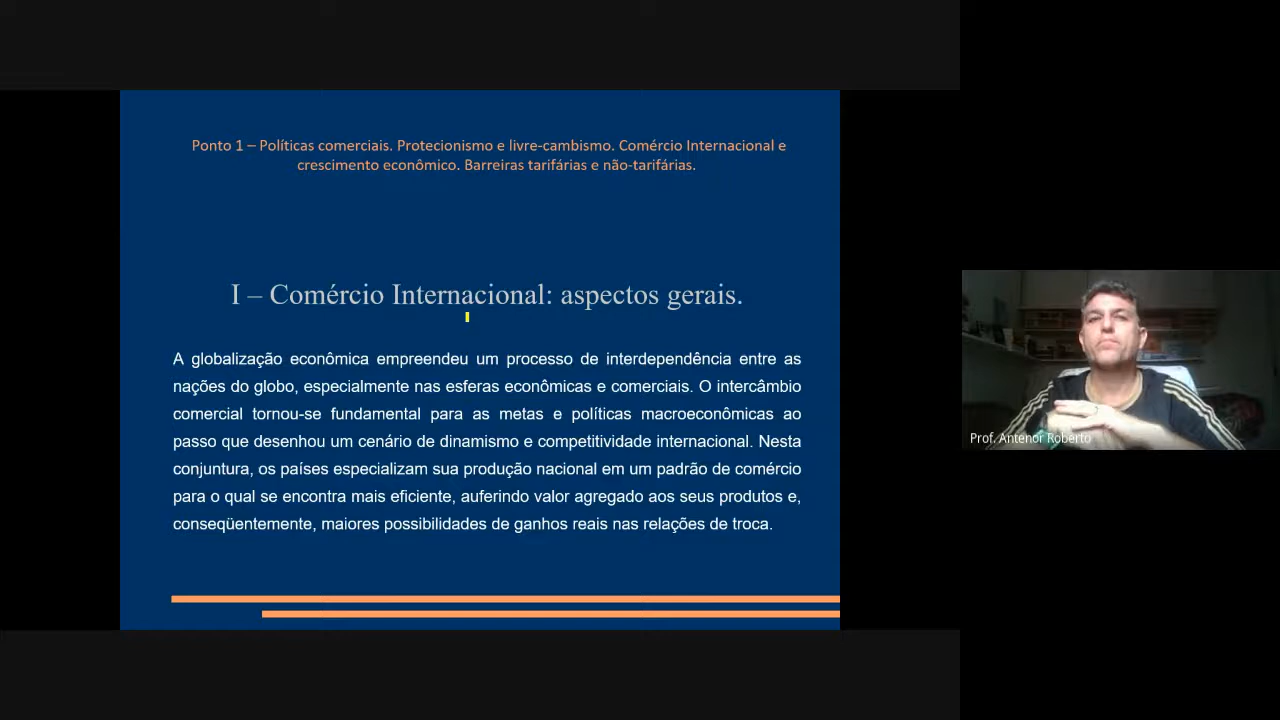 Ponto 1 – Políticas comerciais. Protecionismo e livre-cambismo. Comércio Internacional e
crescimento econômico. Barreiras tarifárias e não-tarifárias.
I – Comércio Internacional: aspectos gerais.
A globalização econômica empreendeu um processo de interdependência entre as
nações do globo, especialmente nas esferas econômicas e comerciais. O intercâmbio
comercial tornou-se fundamental para as metas e políticas macroeconômicas ao
passo que desenhou um cenário de dinamismo e competitividade internacional. Nesta
conjuntura, os países especializam sua produção nacional em um padrão de comércio
para o qual se encontra mais eficiente, auferindo valor agregado aos seus produtos e,
conseqüentemente, maiores possibilidades de ganhos reais nas relações de troca.
Prof. Antenor Roberto